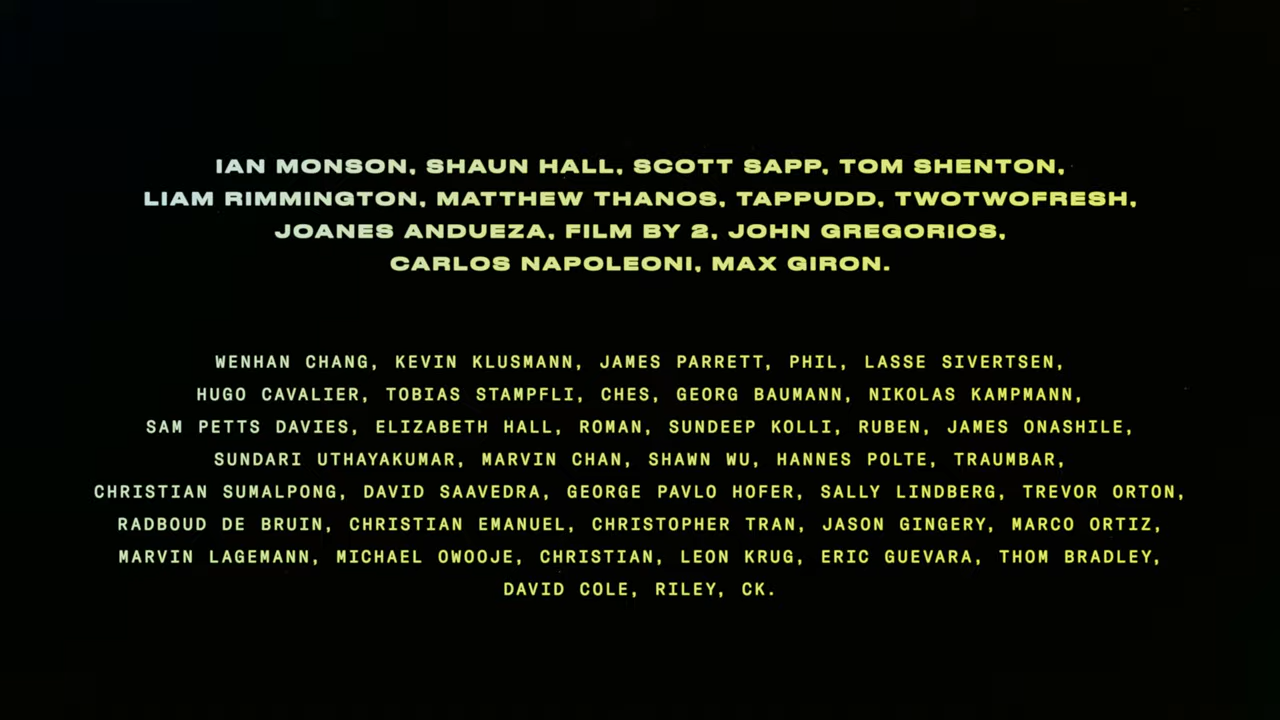 IAN MONSON, SHAUN HALL, SCOTT SAPP, TOM SHENTON,
LIAM RIMMINGTON, MATTHEW THANOS, TAPPUDD, TWOTWOFRESH,
JOANES ANDUEZA, FILM BY 2, JOHN GREGORIOS,
CARLOS NAPOLEONI, MAX GIRON.
WENHAN CHANG, KEVIN KLUSMANN, JAMES PARRETT, PHIL, LASSE SIVERTSEN,
HUGO CAVALIER, TOBIAS STAMPFLI, CHES, GEORG BAUMANN, NIKOLAS KAMPMANN,
SAM PETTS DAVIES, ELIZABETH HALL, ROMAN, SUNDEEP KOLLI, RUBEN, JAMES ONASHILE,
SUNDARI UTHAYAKUMAR, MARVIN CHAN, SHAWN WU, HANNES POLTE, TRAUMBAR,
CHRISTIAN SUMALPONG, DAVID SAAVEDRA, GEORGE PAVLO HOFER, SALLY LINDBERG, TREVOR ORTON,
RADBOUD DE BRUIN, CHRISTIAN EMANUEL, CHRISTOPHER TRAN, JASON GINGERY, MARCO ORTIZ,
MARVIN LAGEMANN, MICHAEL OWOOJE, CHRISTIAN, LEON KRUG, ERIC GUEVARA, THOM BRADLEY,
DAVID COLE, RILEY, CK.